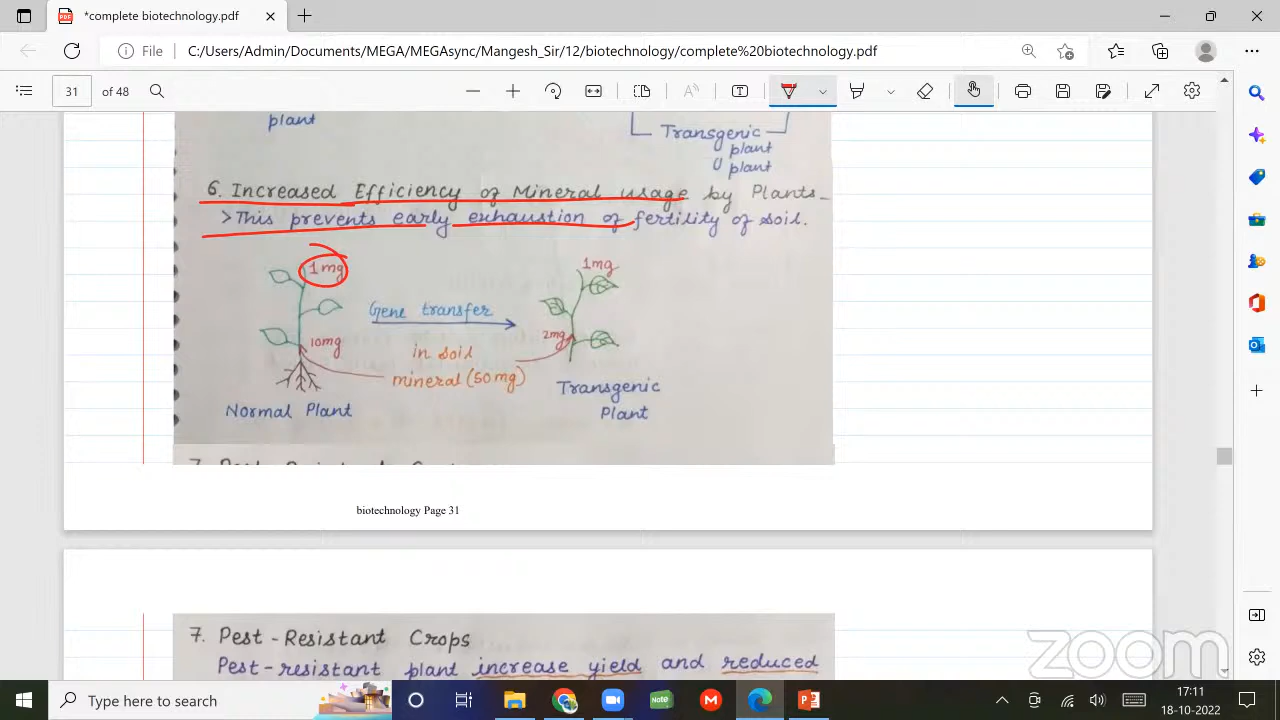 *complete biotechnology.pdf
File C:/Users/Admin/Documents/MEGA/MEGAsync/Mangesh_Sir/12/biotechnology/complete%20biotechnology.pdf
31 of 48
plant
Transgenic
plant
plant
6. Increased Efficiency of Mineral usage by Plants
>This prevents early exhaustion of fertility of soil.
1mg
1mg
Gene transfer
10mg
2mg
in soil
mineral (50mg)
Transgenic
Plant
Normal Plant
biotechnology Page 31
7. Pest-Resistant Crops
Pest-resistant plant increase yield and reduced
zoom
Type here to search
note
17:11
18-10-2022